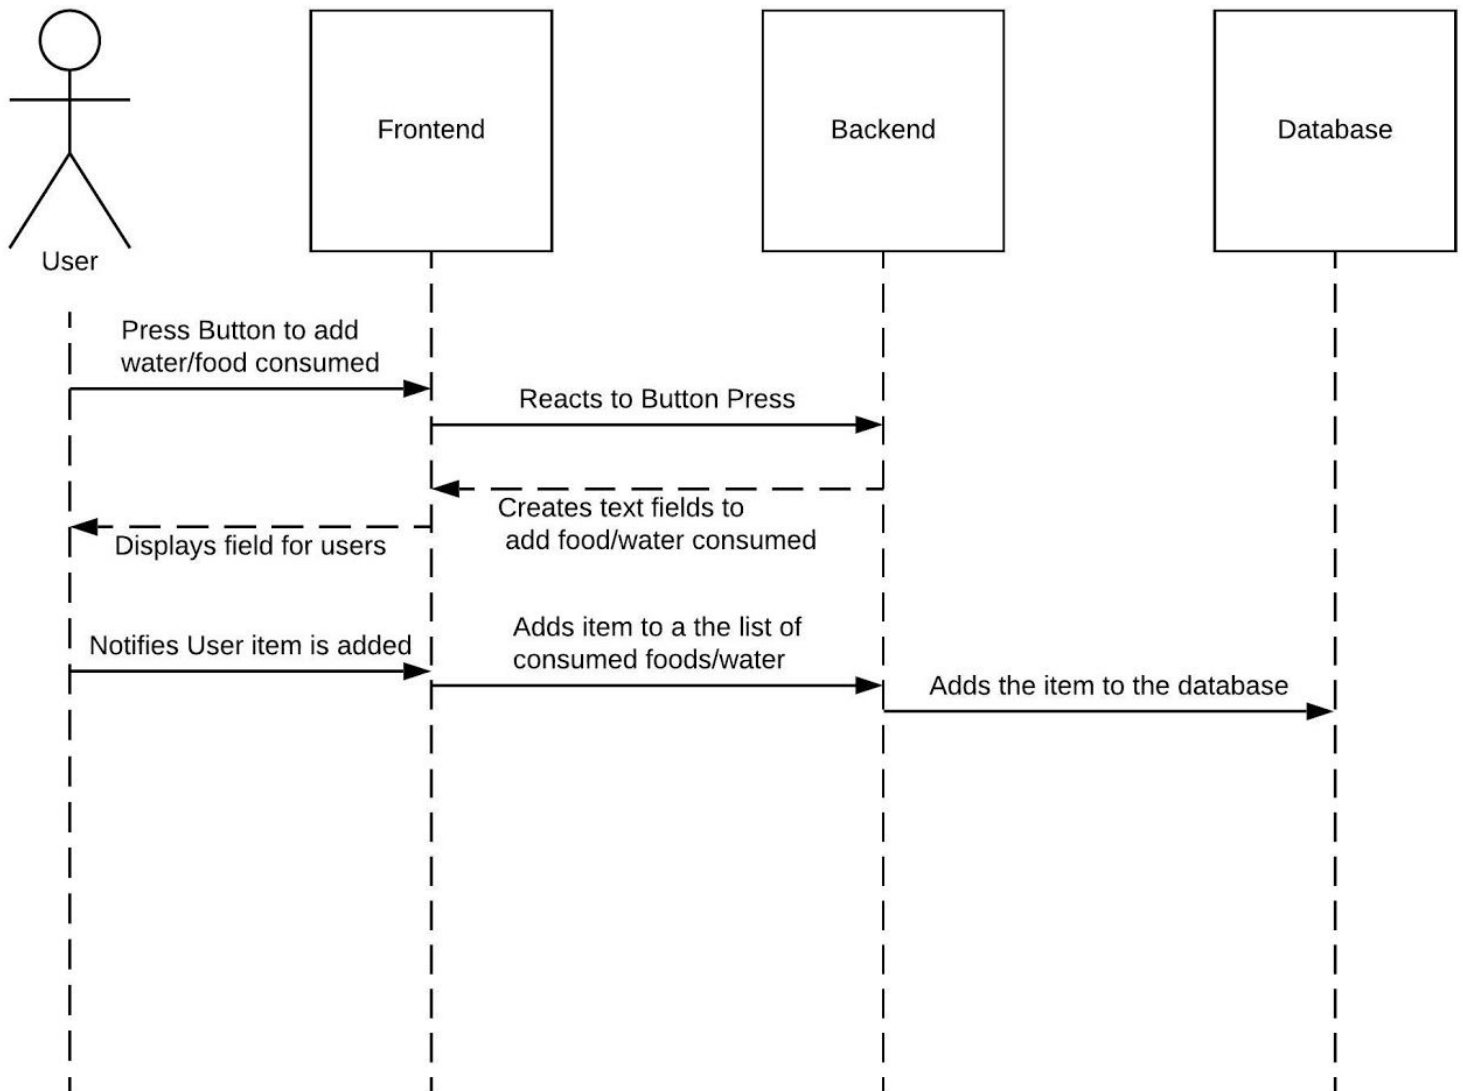 Frontend
Backend
Database
User
Press Button to add
water/food consumed
Reacts to Button Press
Creates text fields to
add food/water consumed
Displays field for users
Notifies User item is added
Adds item to a the list of
consumed foods/water
Adds the item to the database